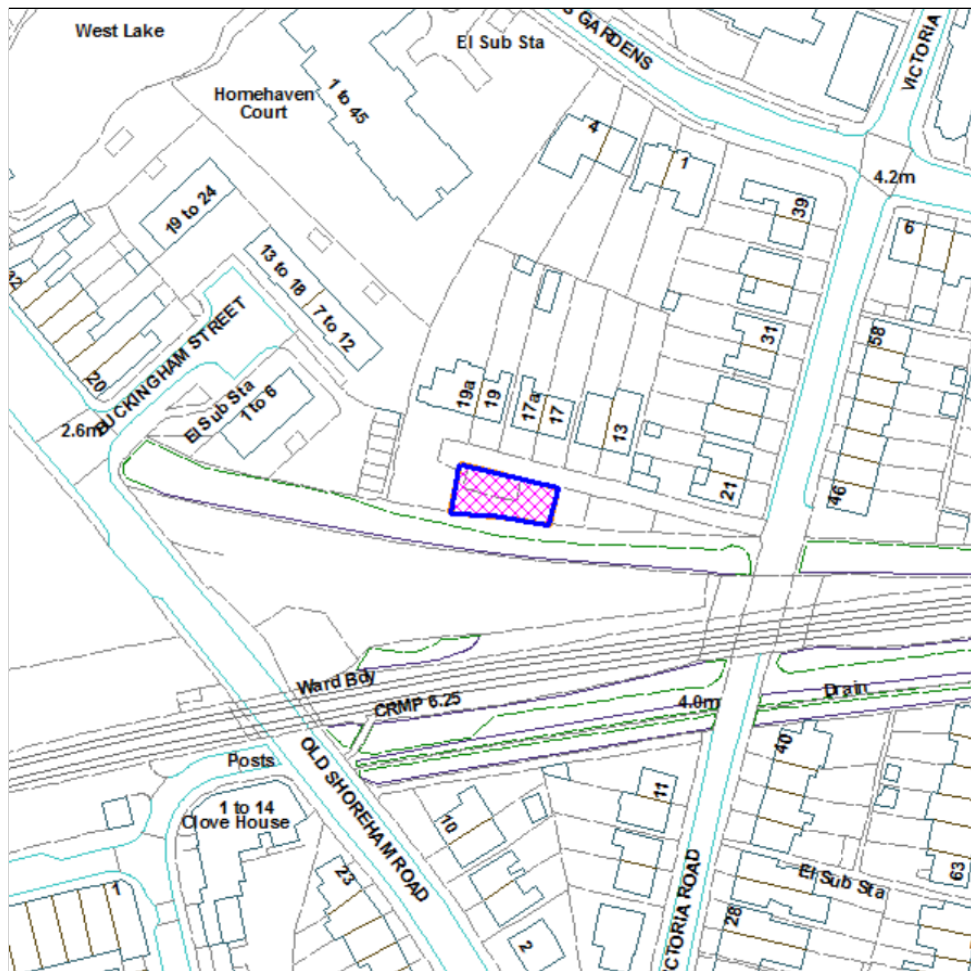 West Lake
El Sub Sta
S GARDENS
VICTORIA
Homehaven
Court
1 to 45
4
1
4.2m
19 to 24
39
6
13 to 18
7 to 12
31
58
BUCKINGHAM STREET
20
El Sub Sta
1 to 6
2.6m
19a
19
17a
17
13
21
46
Ward Bdy
CRMP 6.25
4.0m
Drain
Posts
OLD SHOREHAM ROAD
40
1 to 14
Clove House
10
11
El Sub Sta
63
23
1
2
28
VICTORIA ROAD